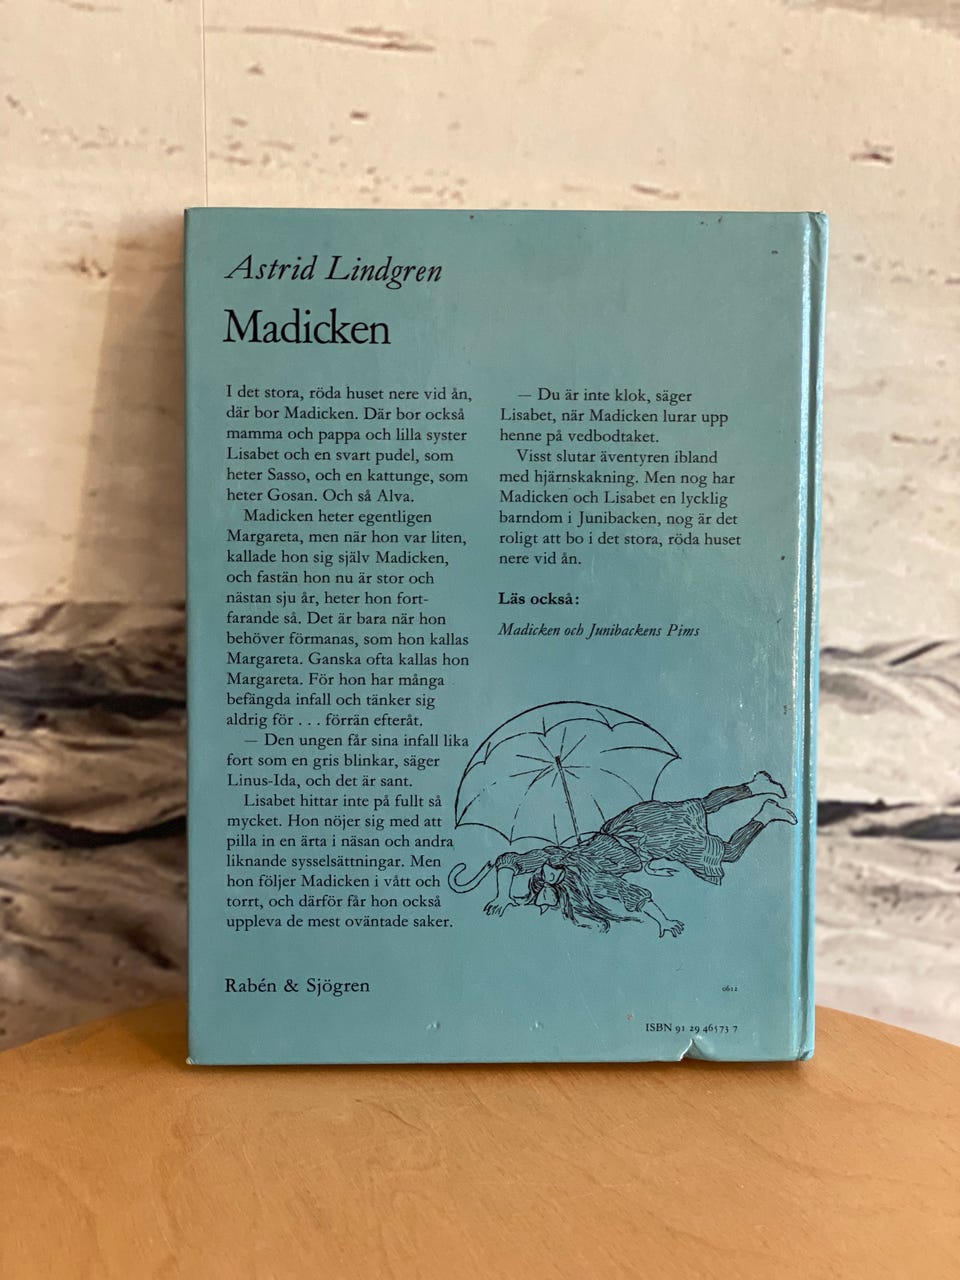 Astrid Lindgren
Madicken
I det stora, röda huset nere vid ån,
där bor Madicken. Där bor också
mamma och pappa och lilla syster
Lisabet och en svart pudel, som
heter Sasso, och en kattunge, som
heter Gosan. Och så Alva.
Madicken heter egentligen
Margareta, men när hon var liten,
kallade hon sig själv Madicken,
och fastän hon nu är stor och
nästan sju år, heter hon fort-
farande så. Det är bara när hon
behöver förmanas, som hon kallas
Margareta. Ganska ofta kallas hon
Margareta. För hon har många
befängda infall och tänker sig
aldrig för . . . förrän efteråt.
— Den ungen får sina infall lika
fort som en gris blinkar, säger
Linus-Ida, och det är sant.
Lisabet hittar inte på fullt så
mycket. Hon nöjer sig med att
pilla in en ärta i näsan och andra
liknande sysselsättningar. Men
hon följer Madicken i vått och
torrt, och därför får hon också
uppleva de mest oväntade saker.
— Du är inte klok, säger
Lisabet, när Madicken lurar upp
henne på vedbodtaket.
Visst slutar äventyren ibland
med hjärnskakning. Men nog har
Madicken och Lisabet en lycklig
barndom i Junibacken, nog är det
roligt att bo i det stora, röda huset
nere vid ån.
Läs också:
Madicken och Junibackens Pims
Rabén & Sjögren
0612
ISBN 91 29 46573 7